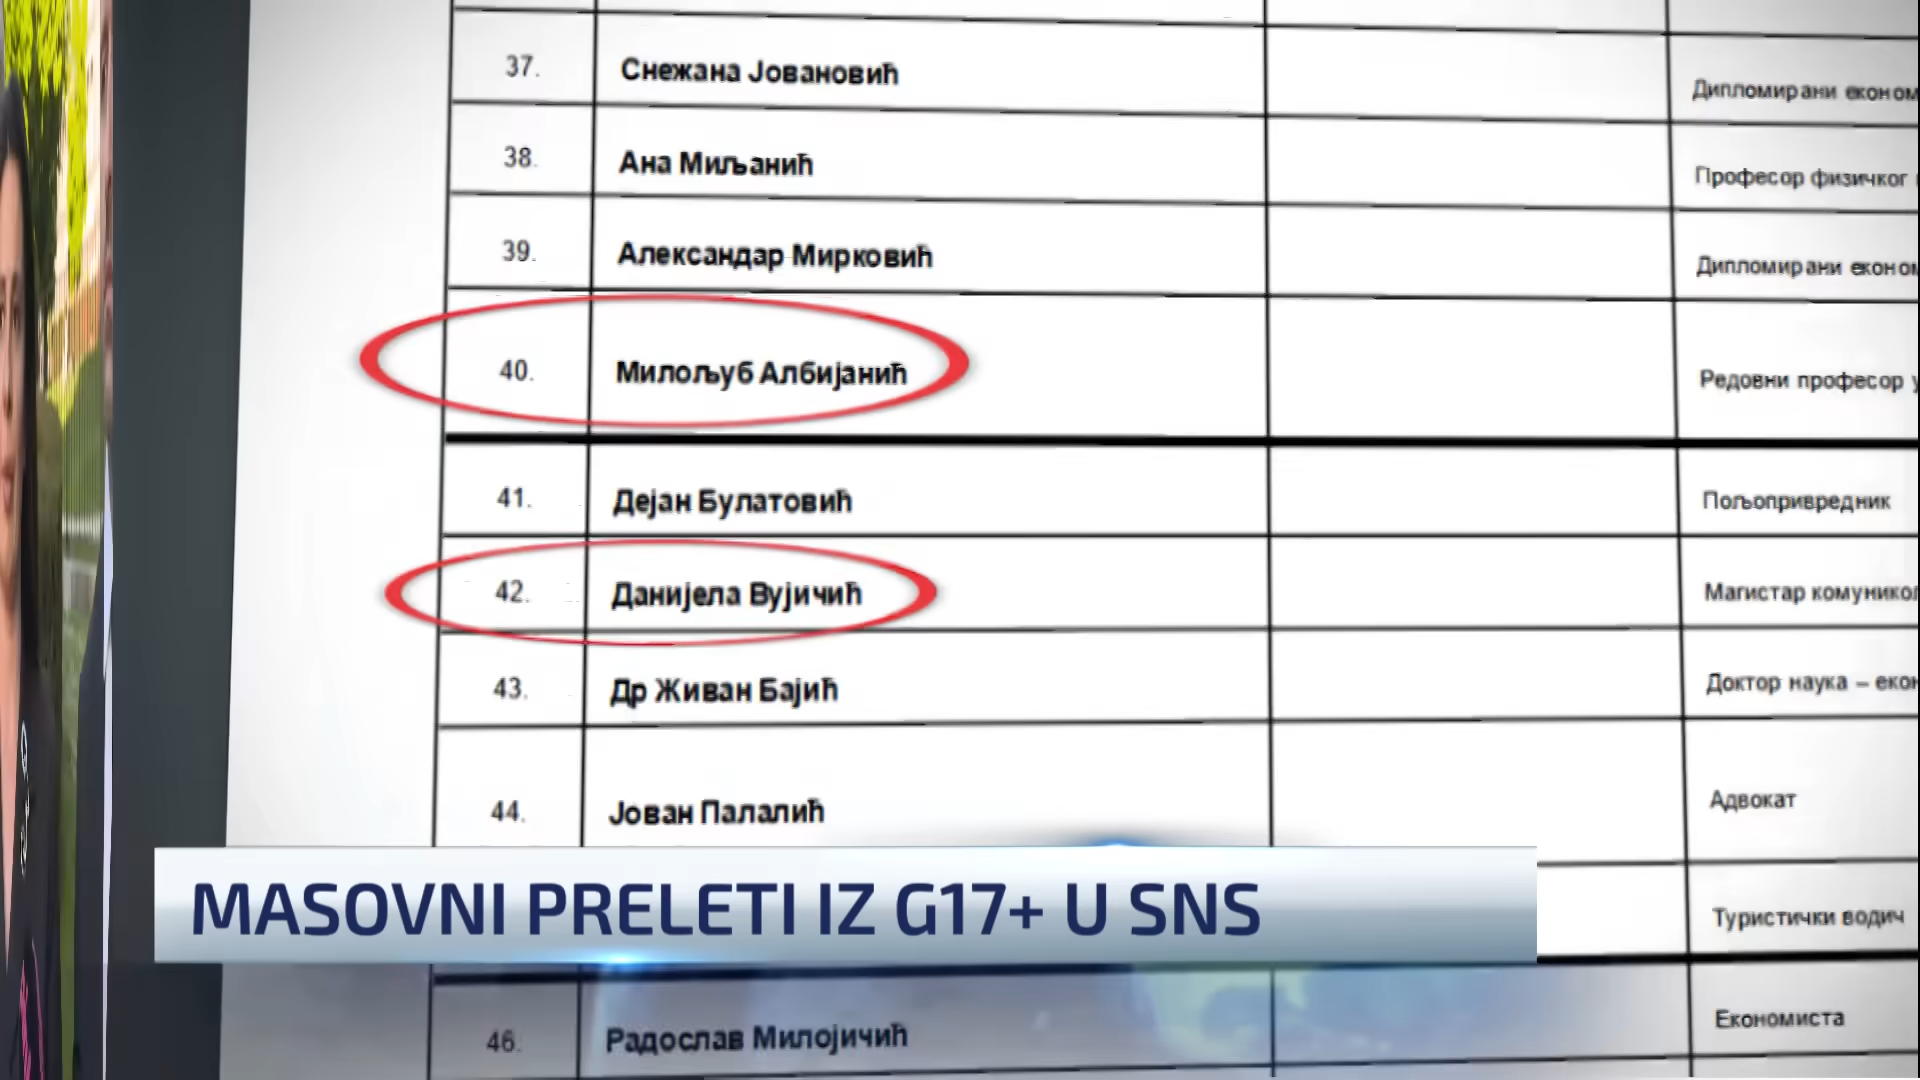 37. Снежана Јовановић Дипломирани економ
38. Ана Миљанић Професор физичког
39. Александар Мирковић Дипломирани економ
40. Милољуб Албијанић Редовни професор у
41. Дејан Булатовић Пољопривредник
42. Данијела Вујичић Магистар комуникол
43. Др Живан Бајић Доктор наука – екон
44. Јован Палалић Адвокат
MASOVNI PRELETI IZ G17+ U SNS
Туристички водич
46. Радослав Милојичић Економиста